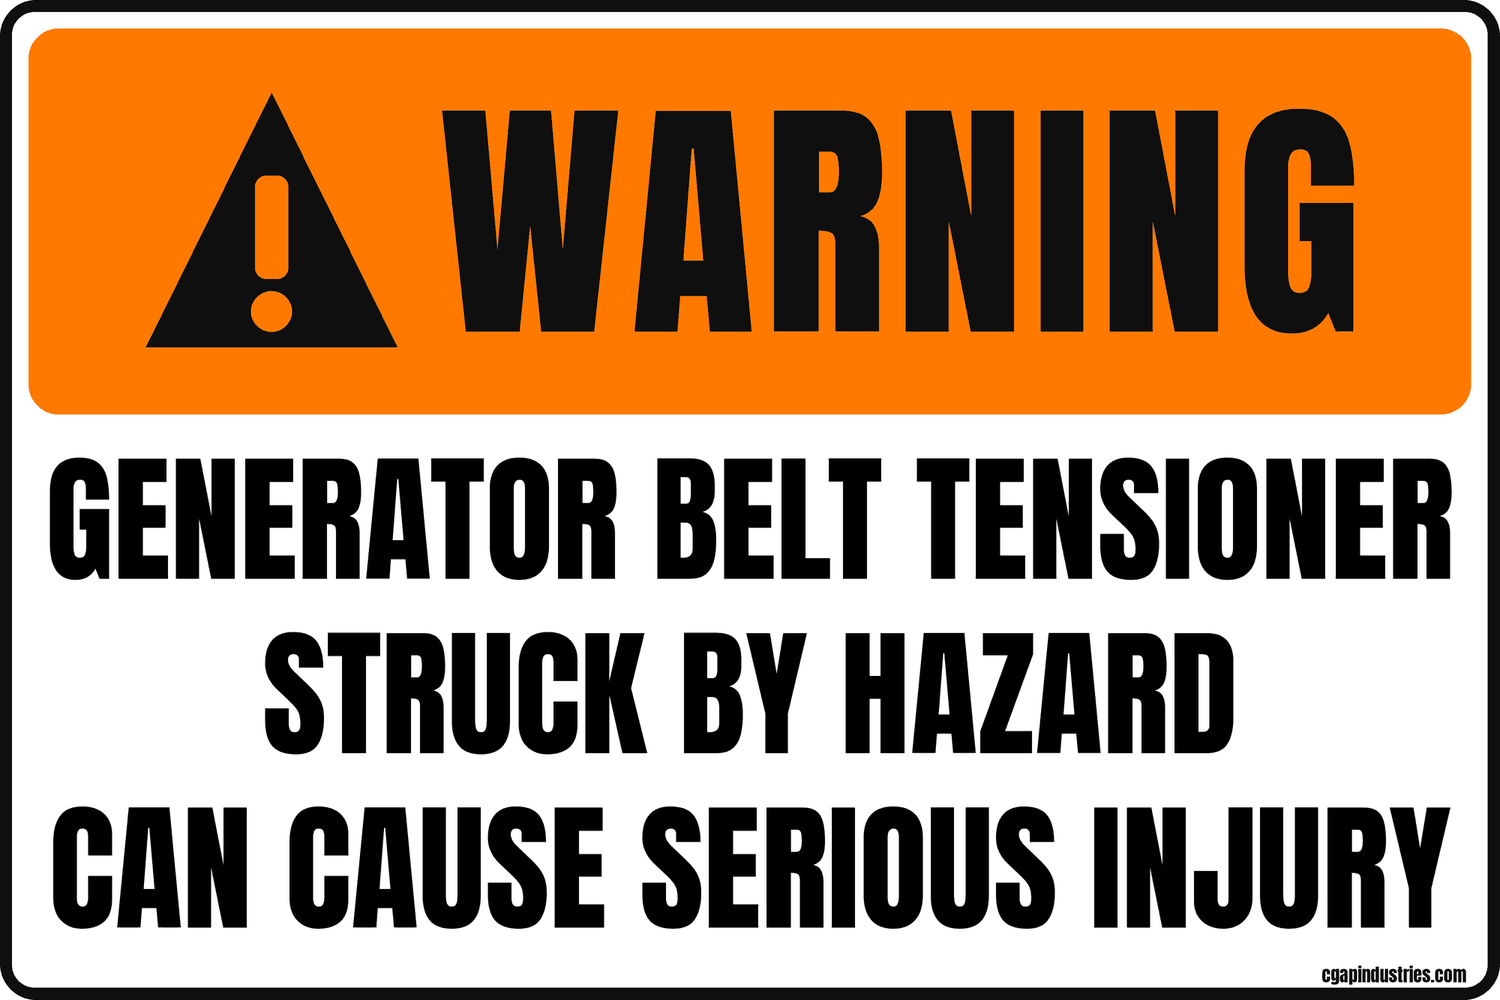 WARNING
GENERATOR BELT TENSIONER
STRUCK BY HAZARD
CAN CAUSE SERIOUS INJURY
cgapindustries.com